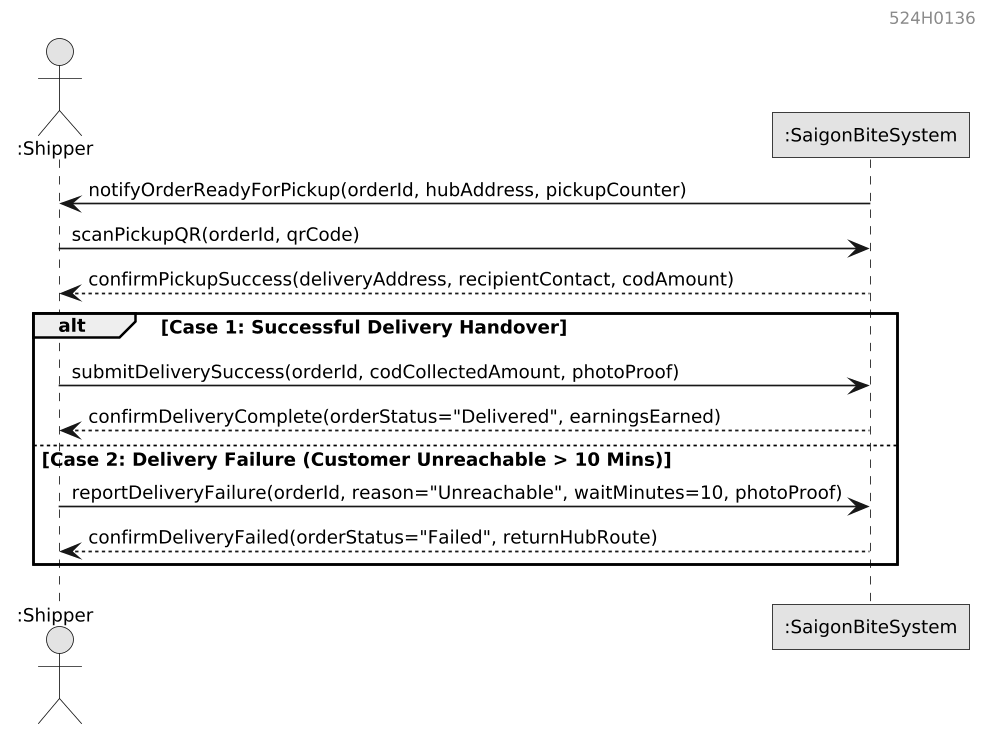 524H0136
:Shipper
:SaigonBiteSystem
notifyOrderReadyForPickup(orderId, hubAddress, pickupCounter)
scanPickupQR(orderId, qrCode)
confirmPickupSuccess(deliveryAddress, recipientContact, codAmount)
alt [Case 1: Successful Delivery Handover]
submitDeliverySuccess(orderId, codCollectedAmount, photoProof)
confirmDeliveryComplete(orderStatus="Delivered", earningsEarned)
[Case 2: Delivery Failure (Customer Unreachable > 10 Mins)]
reportDeliveryFailure(orderId, reason="Unreachable", waitMinutes=10, photoProof)
confirmDeliveryFailed(orderStatus="Failed", returnHubRoute)
:Shipper
:SaigonBiteSystem